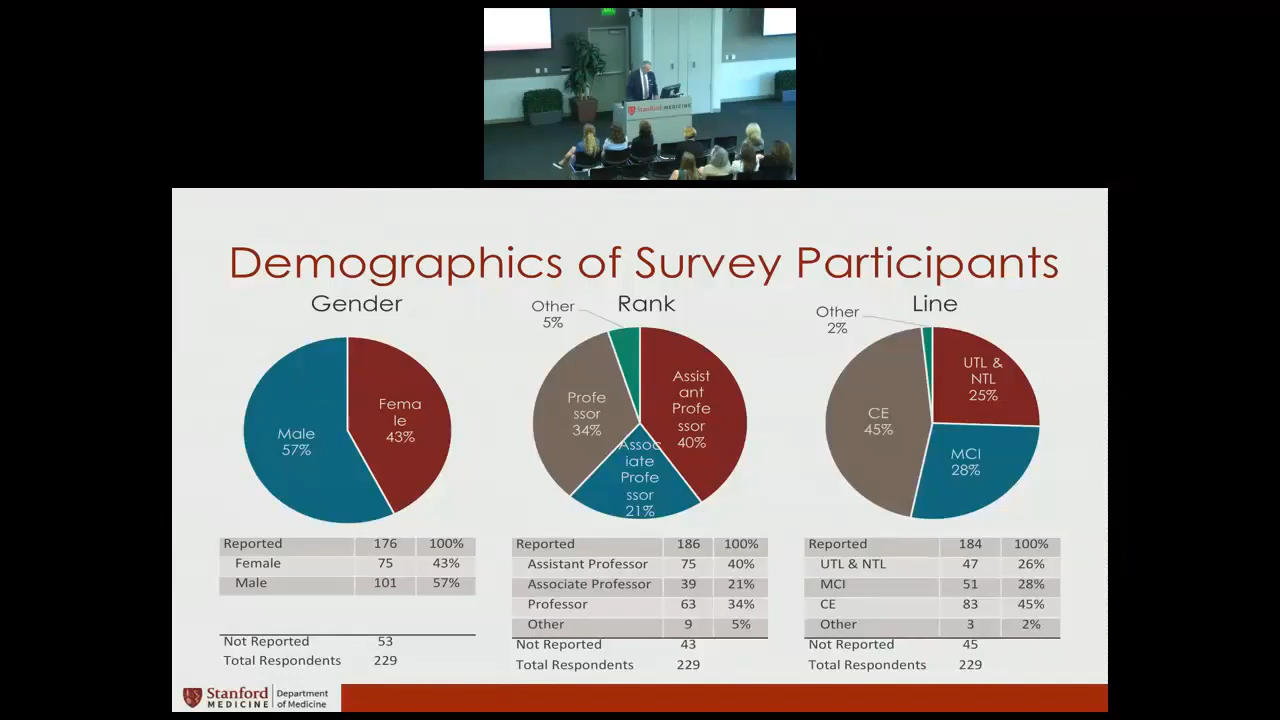 Stanford MEDICINE
Demographics of Survey Participants
Gender
Fema
le
43%
Male
57%
Reported 176 100%
Female 75 43%
Male 101 57%
Not Reported 53
Total Respondents 229
Rank
Other
5%
Assist
ant
Profe
ssor
40%
Profe
ssor
34%
Assoc
iate
Profe
ssor
21%
Reported 186 100%
Assistant Professor 75 40%
Associate Professor 39 21%
Professor 63 34%
Other 9 5%
Not Reported 43
Total Respondents 229
Line
Other
2%
UTL &
NTL
25%
CE
45%
MCI
28%
Reported 184 100%
UTL & NTL 47 26%
MCI 51 28%
CE 83 45%
Other 3 2%
Not Reported 45
Total Respondents 229
Stanford
MEDICINE
Department
of Medicine